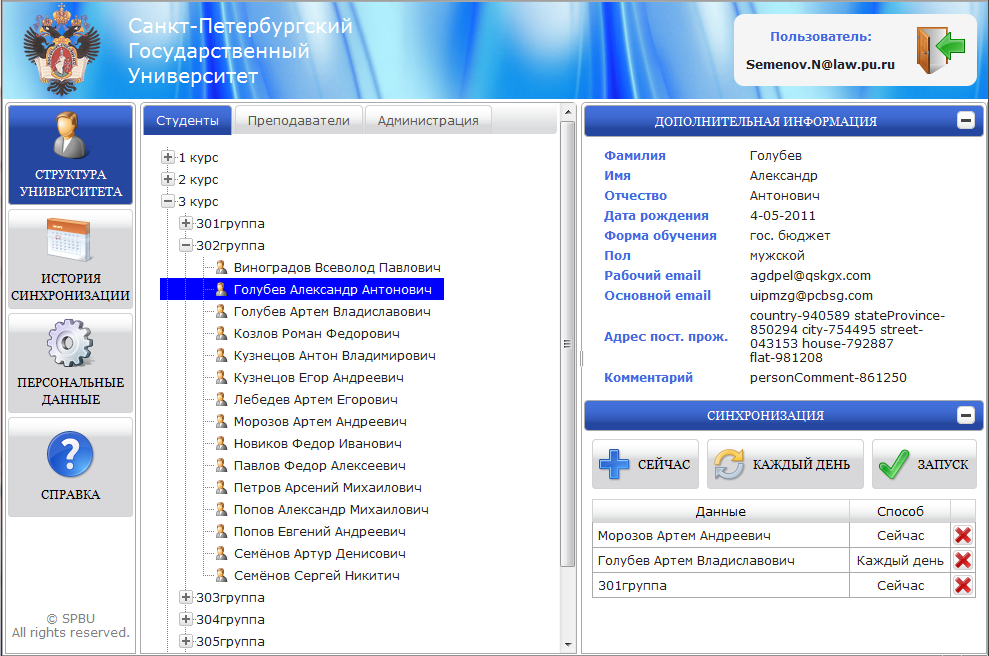 Санкт-Петербургский
Государственный
Университет
Пользователь:
Semenov.N@law.pu.ru
СТРУКТУРА
УНИВЕРСИТЕТА
ИСТОРИЯ
СИНХРОНИЗАЦИИ
ПЕРСОНАЛЬНЫЕ
ДАННЫЕ
?
СПРАВКА
© SPBU
All rights reserved.
Студенты Преподаватели Администрация
1 курс
2 курс
3 курс
301группа
302группа
Виноградов Всеволод Павлович
Голубев Александр Антонович
Голубев Артем Владиславович
Козлов Роман Федорович
Кузнецов Антон Владимирович
Кузнецов Егор Андреевич
Лебедев Артем Егорович
Морозов Артем Андреевич
Новиков Федор Иванович
Павлов Федор Алексеевич
Петров Арсений Михаилович
Попов Александр Михаилович
Попов Евгений Андреевич
Семёнов Артур Денисович
Семёнов Сергей Никитич
303группа
304группа
305группа
ДОПОЛНИТЕЛЬНАЯ ИНФОРМАЦИЯ
Фамилия Голубев
Имя Александр
Отчество Антонович
Дата рождения 4-05-2011
Форма обучения гос. бюджет
Пол мужской
Рабочий email agdpel@qskgx.com
Основной email uipmzg@pcbsg.com
Адрес пост. прож. country-940589 stateProvince-
850294 city-754495 street-
043153 house-792887
flat-981208
Комментарий personComment-861250
СИНХРОНИЗАЦИЯ
СЕЙЧАС КАЖДЫЙ ДЕНЬ ЗАПУСК
Данные Способ
Морозов Артем Андреевич Сейчас
Голубев Артем Владиславович Каждый день
301группа Сейчас